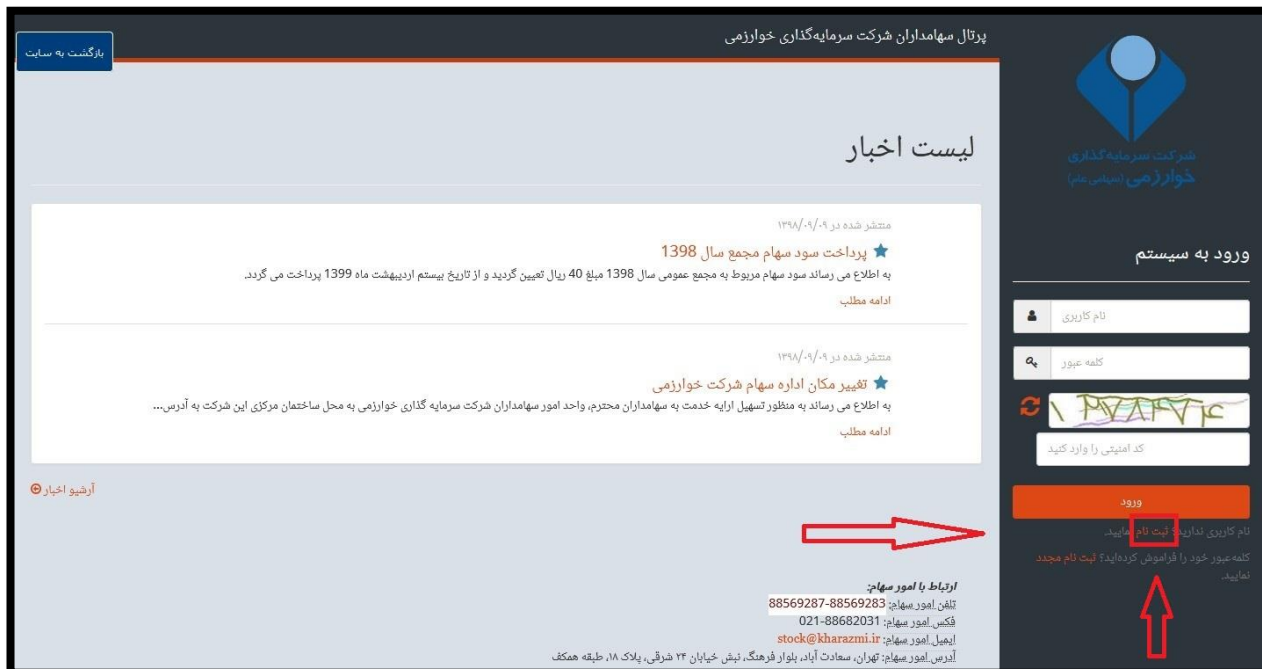 پرتال سهامداران شرکت سرمایه‌گذاری خوارزمی
بازگشت به سایت
شرکت سرمایه گذاری
خوارزمی (سهامی عام)
ورود به سیستم
نام کاربری
کلمه عبور
کد امنیتی را وارد کنید
ورود
نام کاربری ندارید؟ ثبت نام نمایید.
کلمه عبور خود را فراموش کرده‌اید؟ ثبت نام مجدد
نمایید.
لیست اخبار
منتشر شده در ۱۳۹۸/۰۹/۰۹
پرداخت سود سهام مجمع سال 1398
به اطلاع می رساند سود سهام مربوط به مجمع عمومی سال 1398 مبلغ 40 ریال تعیین گردید و از تاریخ بیستم اردیبهشت ماه 1399 پرداخت می گردد.
ادامه مطلب
منتشر شده در ۱۳۹۸/۰۹/۰۹
تغییر مکان اداره سهام شرکت خوارزمی
به اطلاع می رساند به منظور تسهیل ارایه خدمت به سهامداران محترم، واحد امور سهامداران شرکت سرمایه گذاری خوارزمی به محل ساختمان مرکزی این شرکت به آدرس...
ادامه مطلب
آرشیو اخبار
ارتباط با امور سهام:
تلفن امور سهام: 88569283-88569287
فکس امور سهام: 88682031-021
ایمیل امور سهام: stock@kharazmi.ir
آدرس امور سهام: تهران، سعادت آباد، بلوار فرهنگ، نبش خیابان ۲۴ شرقی، پلاک ۱۸، طبقه همکف